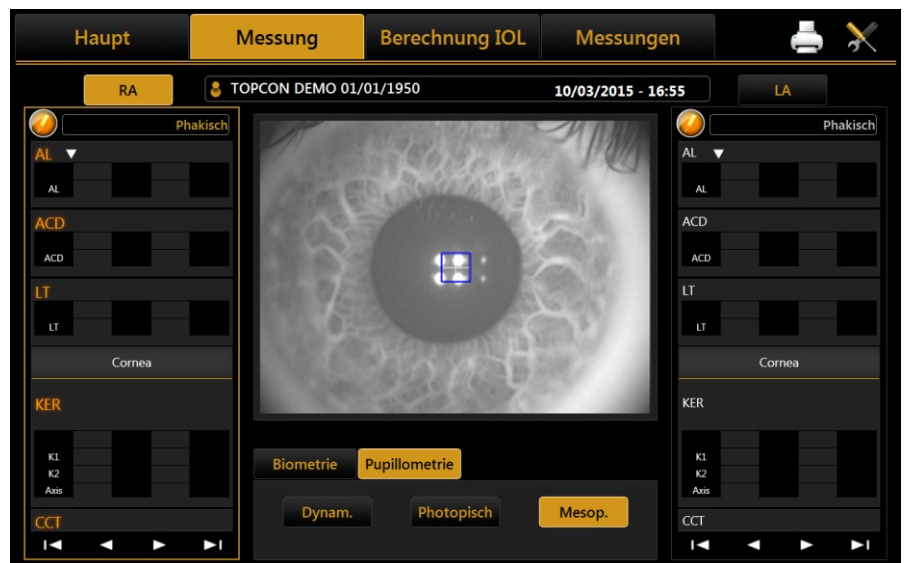 Haupt
Messung
Berechnung IOL
Messungen
RA
TOPCON DEMO 01/01/1950
10/03/2015 - 16:55
LA
Phakisch
AL
AL
ACD
ACD
LT
LT
Cornea
KER
K1
K2
Axis
CCT
Biometrie
Pupillometrie
Dynam.
Photopisch
Mesop.
Phakisch
AL
AL
ACD
ACD
LT
LT
Cornea
KER
K1
K2
Axis
CCT